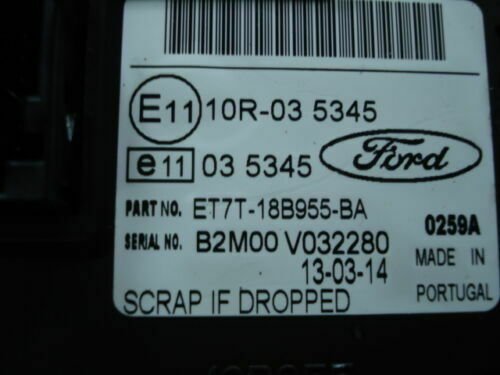 E11 10R-03 5345
e11 03 5345 Ford
PART NO. ET7T-18B955-BA
SERIAL NO. B2M00 V032280 0259A
13-03-14 MADE IN
SCRAP IF DROPPED PORTUGAL